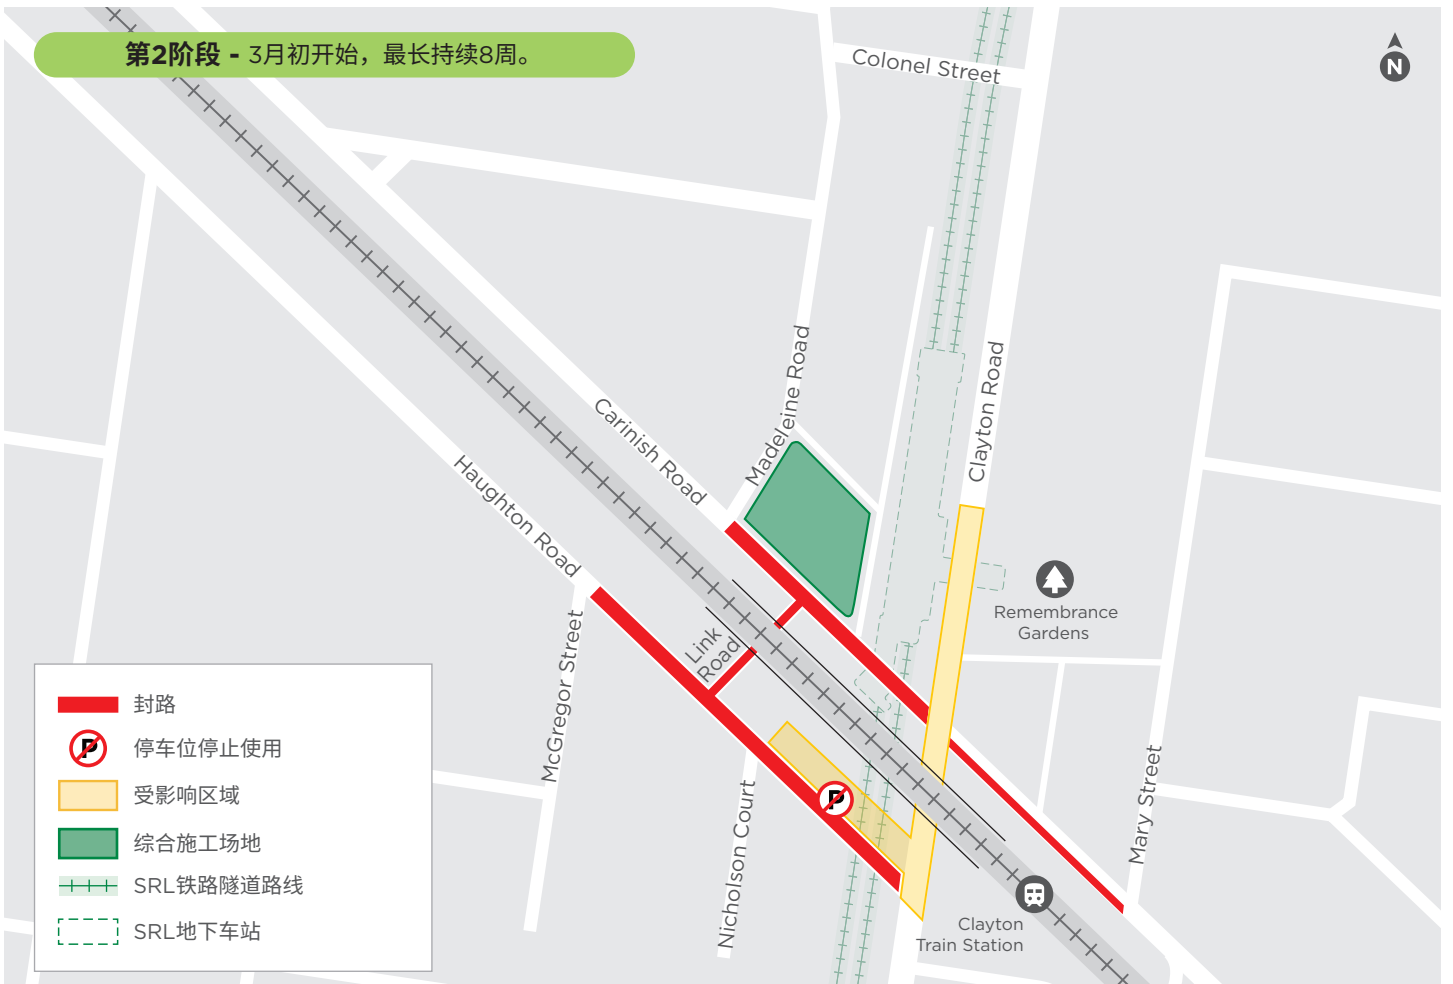 第2阶段 - 3月初开始，最长持续8周。
N
Colonel Street
Madeleine Road
Clayton Road
Carinish Road
Haughton Road
Remembrance
Gardens
Link
Road
McGregor Street
Nicholson Court
Mary Street
P
Clayton
Train Station
封路
P
停车位停止使用
受影响区域
综合施工场地
SRL铁路隧道路线
SRL地下车站